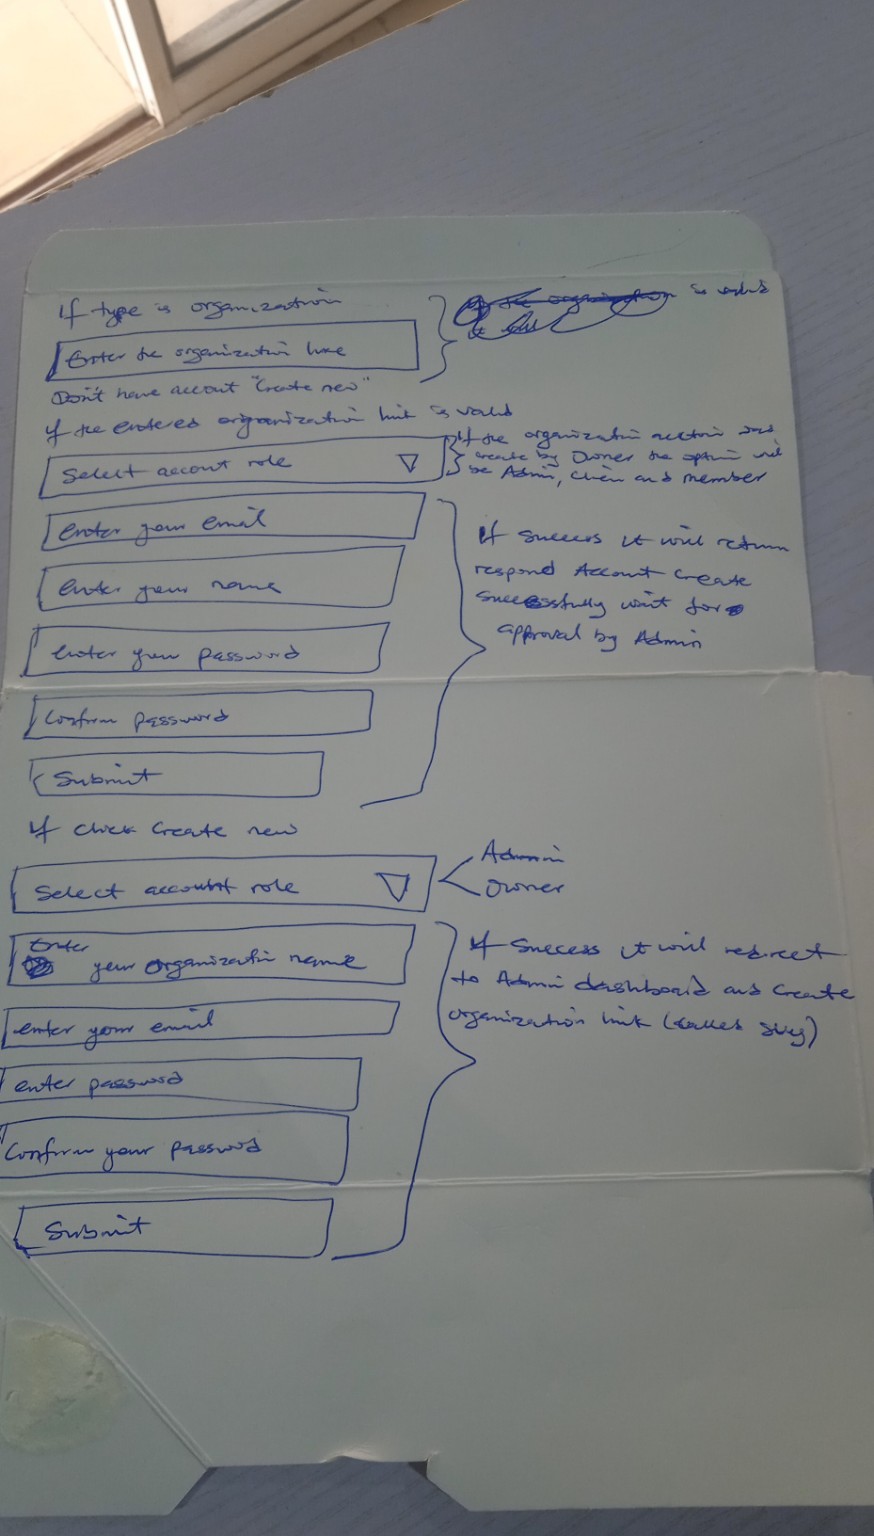 If type is organization
Enter the organization link
Don't have account "Create new"
If the entered organization link is valid
Select account role
If the organization account was
create by Owner the option will
be Admin, Client and member
enter your email
enter your name
enter your password
Confirm password
Submit
If success it will return
respond Account create
successfully wait for
approval by Admin
If click Create new
Select account role
Admin
Owner
Enter
your organization name
enter your email
enter password
Confirm your password
Submit
If success it will redirect
to Admin dashboard and create
organization link (called slug)